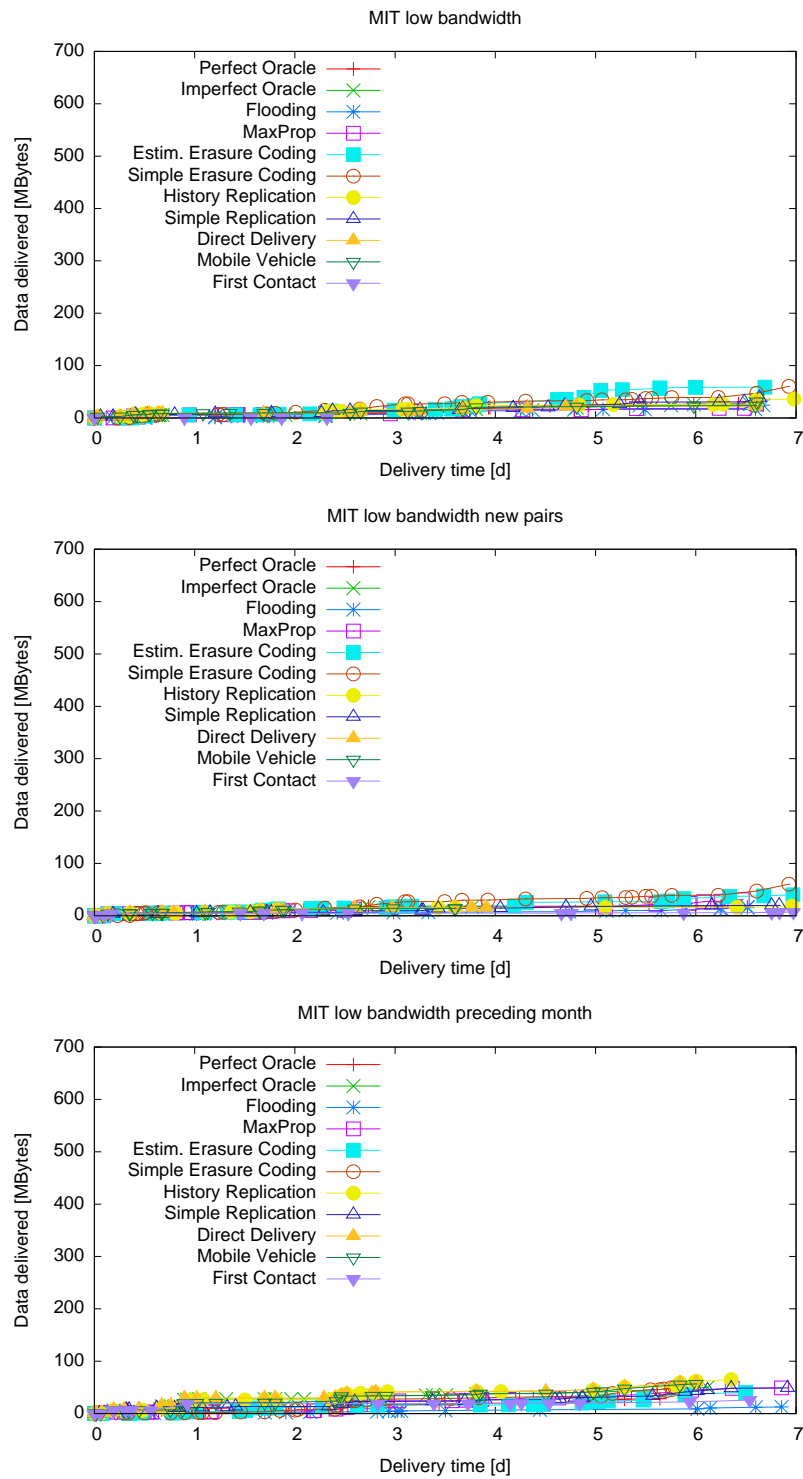 MIT low bandwidth
700
600
500
400
300
200
100
0
Data delivered [MBytes]
Perfect Oracle
Imperfect Oracle
Flooding
MaxProp
Estim. Erasure Coding
Simple Erasure Coding
History Replication
Simple Replication
Direct Delivery
Mobile Vehicle
First Contact
0 1 2 3 4 5 6 7
Delivery time [d]
MIT low bandwidth new pairs
700
600
500
400
300
200
100
0
Data delivered [MBytes]
Perfect Oracle
Imperfect Oracle
Flooding
MaxProp
Estim. Erasure Coding
Simple Erasure Coding
History Replication
Simple Replication
Direct Delivery
Mobile Vehicle
First Contact
0 1 2 3 4 5 6 7
Delivery time [d]
MIT low bandwidth preceding month
700
600
500
400
300
200
100
0
Data delivered [MBytes]
Perfect Oracle
Imperfect Oracle
Flooding
MaxProp
Estim. Erasure Coding
Simple Erasure Coding
History Replication
Simple Replication
Direct Delivery
Mobile Vehicle
First Contact
0 1 2 3 4 5 6 7
Delivery time [d]